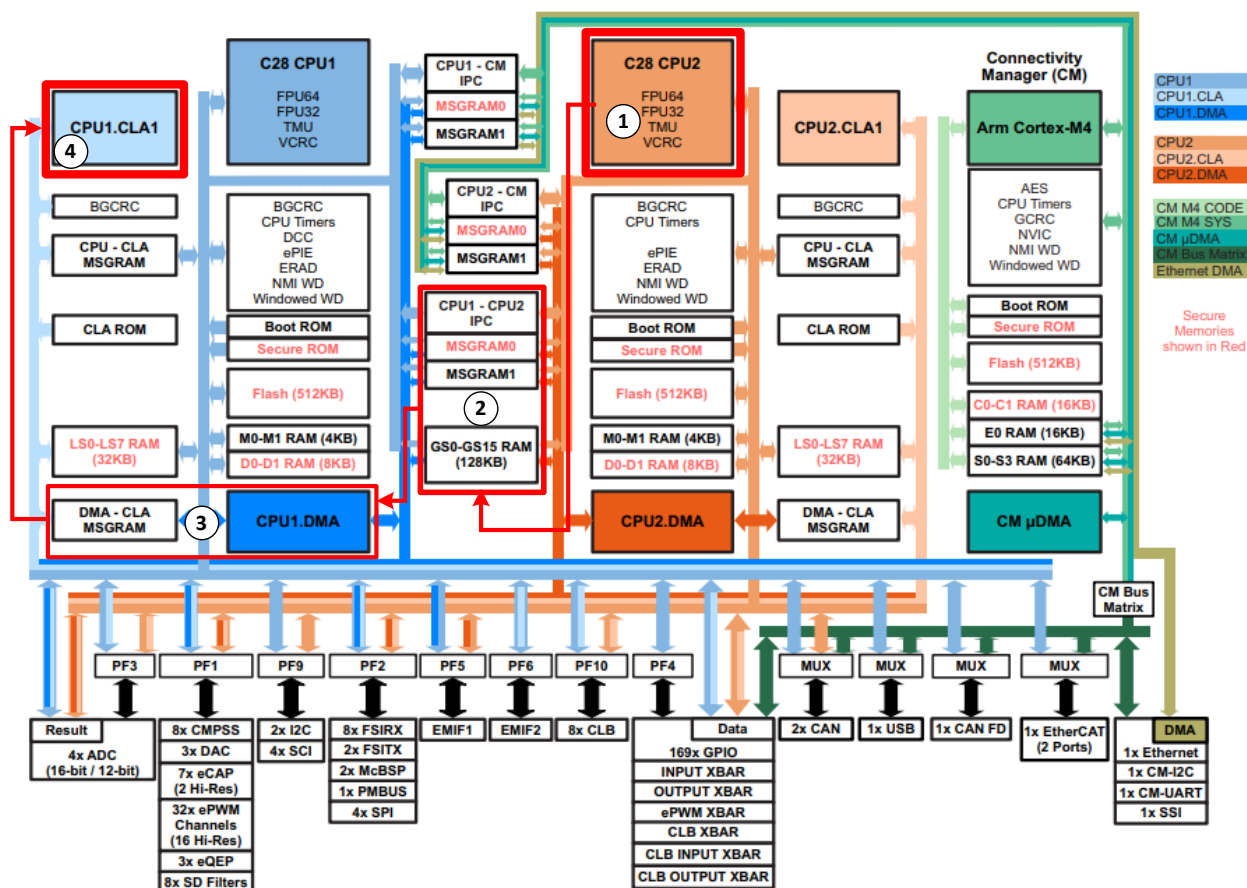 C28 CPU1
FPU64
FPU32
TMU
VCRC
CPU1 - CM
IPC
MSGRAM0
MSGRAM1
C28 CPU2
1
FPU64
FPU32
TMU
VCRC
Connectivity
Manager (CM)
CPU1.CLA1
4
CPU2.CLA1
Arm Cortex-M4
CPU1
CPU1.CLA
CPU1.DMA
CPU2
CPU2.CLA
CPU2.DMA
CM M4 CODE
CM M4 SYS
CM µDMA
CM Bus Matrix
Ethernet DMA
Secure
Memories
shown in Red
BGCRC
CPU - CLA
MSGRAM
CLA ROM
LS0-LS7 RAM
(32KB)
DMA - CLA
MSGRAM
3
BGCRC
CPU Timers
DCC
ePIE
ERAD
NMI WD
Windowed WD
Boot ROM
Secure ROM
Flash (512KB)
M0-M1 RAM (4KB)
D0-D1 RAM (8KB)
CPU1.DMA
CPU2 - CM
IPC
MSGRAM0
MSGRAM1
CPU1 - CPU2
IPC
MSGRAM0
MSGRAM1
2
GS0-GS15 RAM
(128KB)
BGCRC
CPU Timers
ePIE
ERAD
NMI WD
Windowed WD
Boot ROM
Secure ROM
Flash (512KB)
M0-M1 RAM (4KB)
D0-D1 RAM (8KB)
CPU2.DMA
BGCRC
CPU - CLA
MSGRAM
CLA ROM
LS0-LS7 RAM
(32KB)
DMA - CLA
MSGRAM
AES
CPU Timers
GCRC
NVIC
NMI WD
Windowed WD
Boot ROM
Secure ROM
Flash (512KB)
C0-C1 RAM (16KB)
E0 RAM (16KB)
S0-S3 RAM (64KB)
CM µDMA
CM Bus
Matrix
PF3
PF1
PF9
PF2
PF5
PF6
PF10
PF4
MUX
MUX
MUX
MUX
Result
4x ADC
(16-bit / 12-bit)
8x CMPSS
3x DAC
7x eCAP
(2 Hi-Res)
32x ePWM
Channels
(16 Hi-Res)
3x eQEP
8x SD Filters
2x I2C
4x SCI
8x FSIRX
2x FSITX
2x McBSP
1x PMBUS
4x SPI
EMIF1
EMIF2
8x CLB
Data
169x GPIO
INPUT XBAR
OUTPUT XBAR
ePWM XBAR
CLB XBAR
CLB INPUT XBAR
CLB OUTPUT XBAR
2x CAN
1x USB
1x CAN FD
1x EtherCAT
(2 Ports)
DMA
1x Ethernet
1x CM-I2C
1x CM-UART
1x SSI